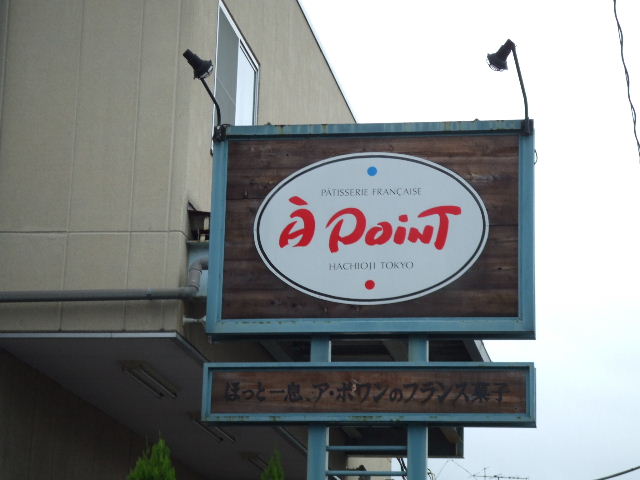 PÂTISSERIE FRANÇAISE
À POINT
HACHIOJI TOKYO
ほっと一息、ア・ポワンのフランス菓子